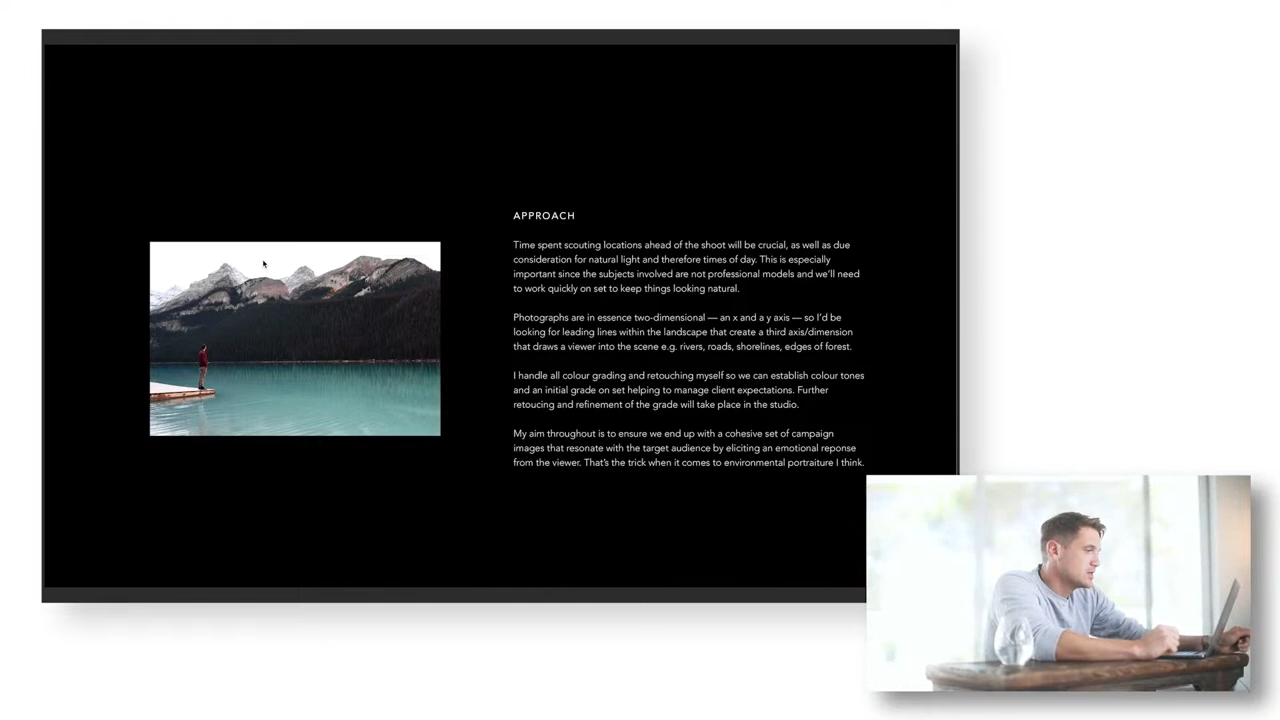 APPROACH
Time spent scouting locations ahead of the shoot will be crucial, as well as due
consideration for natural light and therefore times of day. This is especially
important since the subjects involved are not professional models and we'll need
to work quickly on set to keep things looking natural.
Photographs are in essence two-dimensional — an x and a y axis — so I'd be
looking for leading lines within the landscape that create a third axis/dimension
that draws a viewer into the scene e.g. rivers, roads, shorelines, edges of forest.
I handle all colour grading and retouching myself so we can establish colour tones
and an initial grade on set helping to manage client expectations. Further
retoucing and refinement of the grade will take place in the studio.
My aim throughout is to ensure we end up with a cohesive set of campaign
images that resonate with the target audience by eliciting an emotional reponse
from the viewer. That's the trick when it comes to environmental portraiture I think.